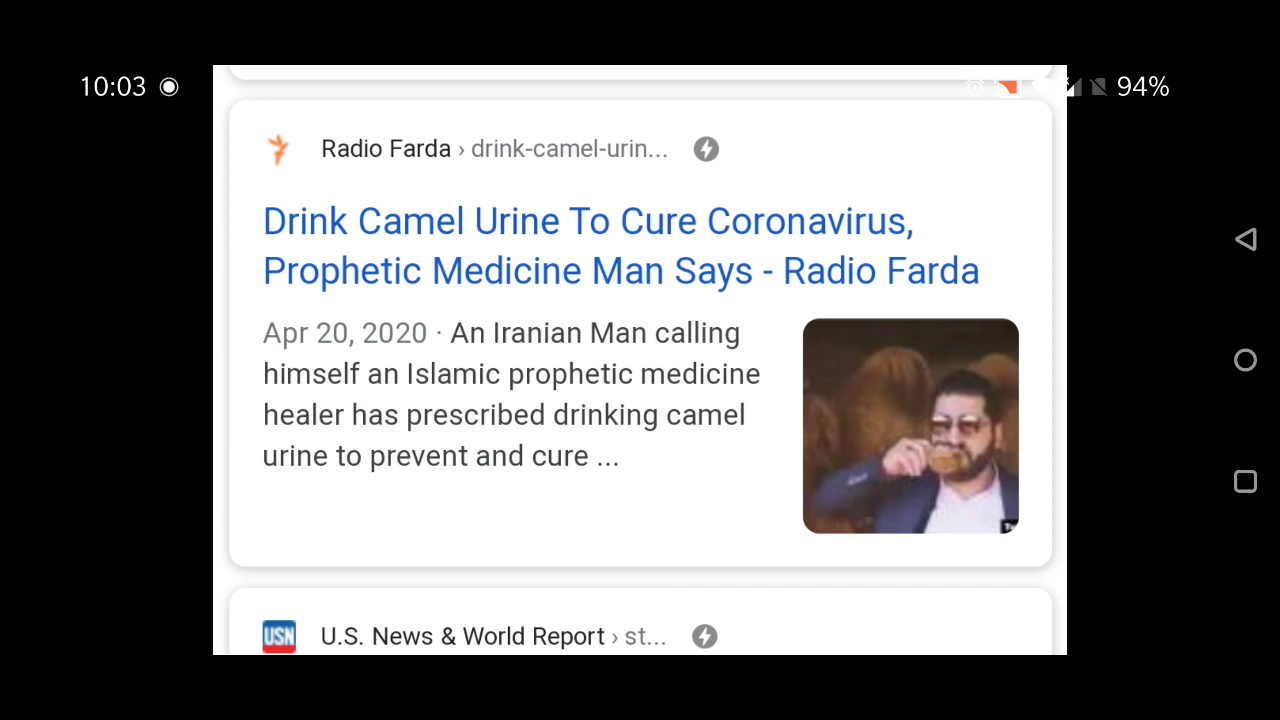 10:03
94%
Radio Farda › drink-camel-urin...
Drink Camel Urine To Cure Coronavirus,
Prophetic Medicine Man Says - Radio Farda
Apr 20, 2020 · An Iranian Man calling
himself an Islamic prophetic medicine
healer has prescribed drinking camel
urine to prevent and cure ...
USN
U.S. News & World Report › st...